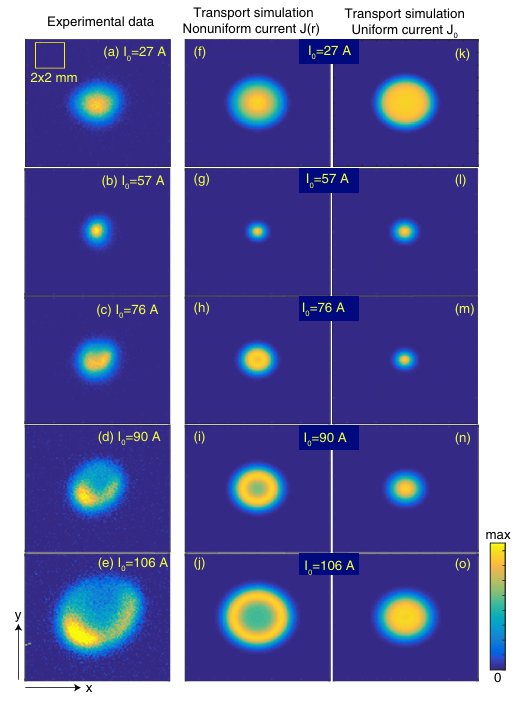 Experimental data
Transport simulation
Nonuniform current J(r)
Transport simulation
Uniform current J₀
2x2 mm
(a) I₀=27 A
(f)
I₀=27 A
(k)
(b) I₀=57 A
(g)
I₀=57 A
(l)
(c) I₀=76 A
(h)
I₀=76 A
(m)
(d) I₀=90 A
(i)
I₀=90 A
(n)
(e) I₀=106 A
(j)
I₀=106 A
(o)
max
0
y
x